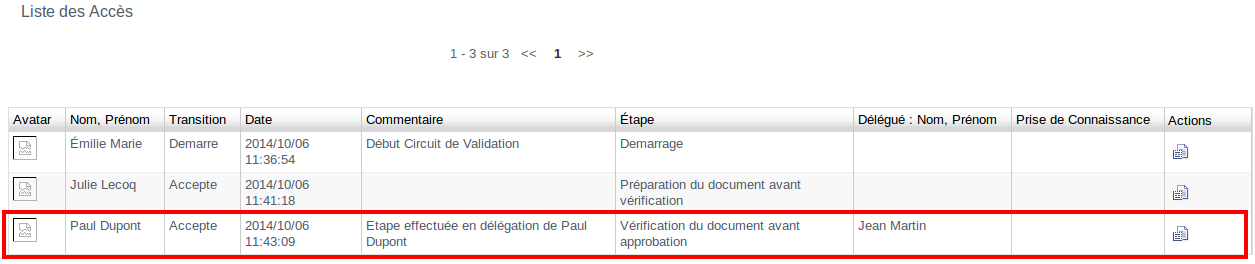 Liste des Accès
1 - 3 sur 3 << 1 >>
Avatar Nom, Prénom Transition Date Commentaire Étape Délégué : Nom, Prénom Prise de Connaissance Actions
Émilie Marie Demarre 2014/10/06 Début Circuit de Validation Demarrage
11:36:54
Julie Lecoq Accepte 2014/10/06 Préparation du document avant
11:41:18 vérification
Paul Dupont Accepte 2014/10/06 Etape effectuée en délégation de Paul Vérification du document avant Jean Martin
11:43:09 Dupont approbation